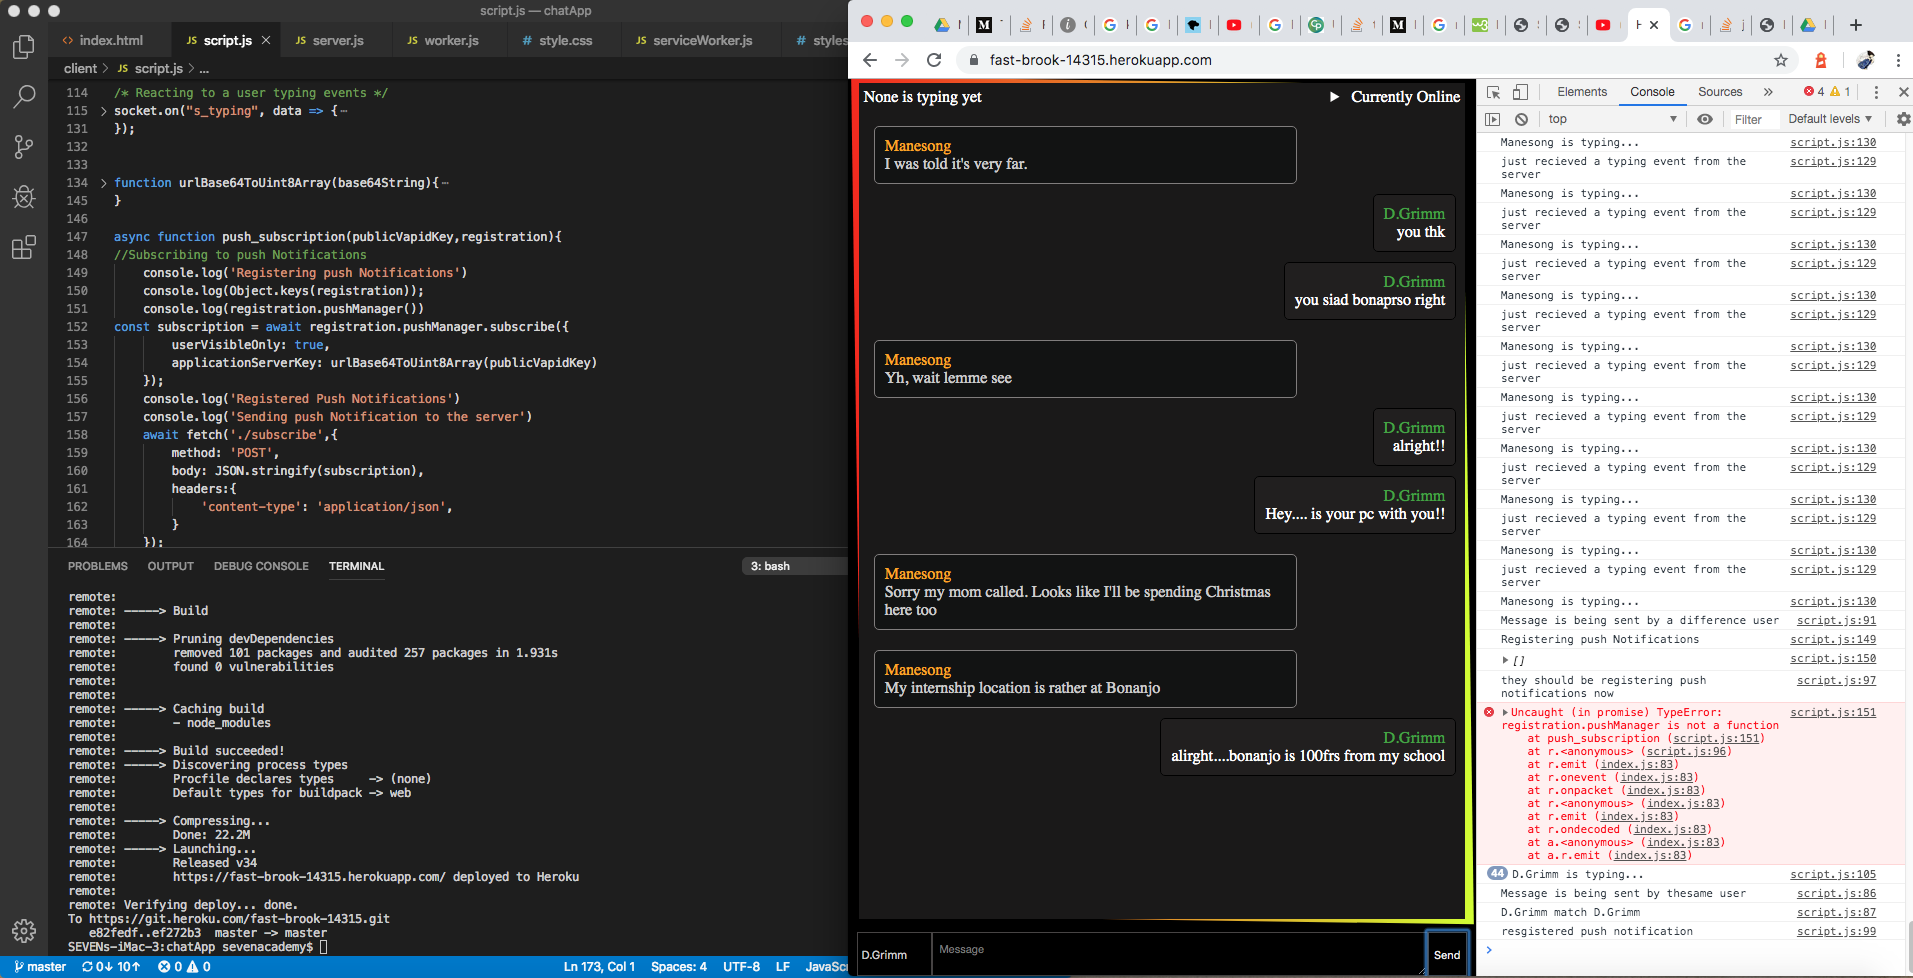 script.js — chatApp
index.html
JS script.js
JS server.js
JS worker.js
# style.css
JS serviceWorker.js
# styles
client > JS script.js > ...
114 /* Reacting to a user typing events */
115 > socket.on("s_typing", data => {…
131 });
132
133
134 > function urlBase64ToUint8Array(base64String){…
145 }
146
147 async function push_subscription(publicVapidKey,registration){
148 //Subscribing to push Notifications
149 console.log('Registering push Notifications')
150 console.log(Object.keys(registration));
151 console.log(registration.pushManager())
152 const subscription = await registration.pushManager.subscribe({
153 userVisibleOnly: true,
154 applicationServerKey: urlBase64ToUint8Array(publicVapidKey)
155 });
156 console.log('Registered Push Notifications')
157 console.log('Sending push Notification to the server')
158 await fetch('./subscribe',{
159 method: 'POST',
160 body: JSON.stringify(subscription),
161 headers:{
162 'content-type': 'application/json',
163 }
164 });
PROBLEMS OUTPUT DEBUG CONSOLE TERMINAL 3: bash
remote:
remote: -----> Build
remote:
remote: -----> Pruning devDependencies
remote: removed 101 packages and audited 257 packages in 1.931s
remote: found 0 vulnerabilities
remote:
remote:
remote: -----> Caching build
remote: - node_modules
remote:
remote: -----> Build succeeded!
remote: -----> Discovering process types
remote: Procfile declares types -> (none)
remote: Default types for buildpack -> web
remote:
remote: -----> Compressing...
remote: Done: 22.2M
remote: -----> Launching...
remote: Released v34
remote: https://fast-brook-14315.herokuapp.com/ deployed to Heroku
remote:
remote: Verifying deploy... done.
To https://git.heroku.com/fast-brook-14315.git
e82fedf..ef272b3 master -> master
SEVENs-iMac-3:chatApp sevenacademy$
master 0↓ 10↑ 0 0 Ln 173, Col 1 Spaces: 4 UTF-8 LF JavaSc
fast-brook-14315.herokuapp.com
None is typing yet
▶ Currently Online
Manesong
I was told it's very far.
D.Grimm
you thk
D.Grimm
you siad bonaprso right
Manesong
Yh, wait lemme see
D.Grimm
alright!!
D.Grimm
Hey.... is your pc with you!!
Manesong
Sorry my mom called. Looks like I'll be spending Christmas
here too
Manesong
My internship location is rather at Bonanjo
D.Grimm
alirght....bonanjo is 100frs from my school
D.Grimm
Message
Send
Elements Console Sources » 4 1
top Filter Default levels
Manesong is typing... script.js:130
just recieved a typing event from the script.js:129
server
Manesong is typing... script.js:130
just recieved a typing event from the script.js:129
server
Manesong is typing... script.js:130
just recieved a typing event from the script.js:129
server
Manesong is typing... script.js:130
just recieved a typing event from the script.js:129
server
Manesong is typing... script.js:130
just recieved a typing event from the script.js:129
server
Manesong is typing... script.js:130
just recieved a typing event from the script.js:129
server
Manesong is typing... script.js:130
just recieved a typing event from the script.js:129
server
Manesong is typing... script.js:130
just recieved a typing event from the script.js:129
server
Manesong is typing... script.js:130
just recieved a typing event from the script.js:129
server
Manesong is typing... script.js:130
Message is being sent by a difference user script.js:91
Registering push Notifications script.js:149
▶ [] script.js:150
they should be registering push script.js:97
notifications now
▶ Uncaught (in promise) TypeError: script.js:151
registration.pushManager is not a function
at push_subscription (script.js:151)
at r.<anonymous> (script.js:96)
at r.emit (index.js:83)
at r.onevent (index.js:83)
at r.onpacket (index.js:83)
at r.<anonymous> (index.js:83)
at r.emit (index.js:83)
at r.ondecoded (index.js:83)
at a.<anonymous> (index.js:83)
at a.r.emit (index.js:83)
44 D.Grimm is typing... script.js:105
Message is being sent by thesame user script.js:86
D.Grimm match D.Grimm script.js:87
resgistered push notification script.js:99